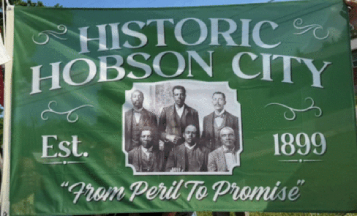 HISTORIC
HOBSON CITY
Est. 1899
"From Peril To Promise"